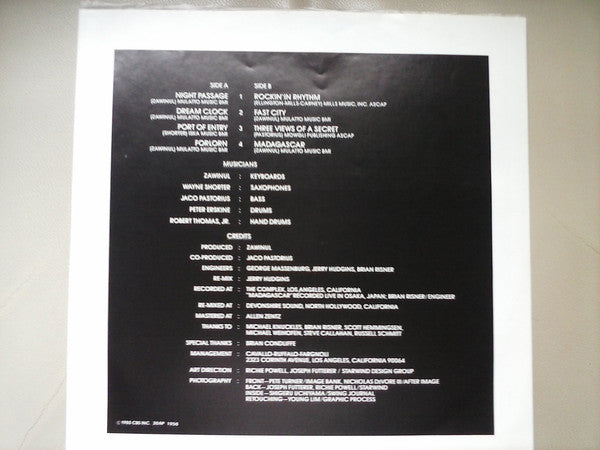 SIDE A SIDE B
NIGHT PASSAGE 1 ROCKIN' IN RHYTHM
(ZAWINUL) MULATTO MUSIC BMI (ELLINGTON-MILLS-CARNEY) MILLS MUSIC, INC. ASCAP
DREAM CLOCK 2 FAST CITY
(ZAWINUL) MULATTO MUSIC BMI (ZAWINUL) MULATTO MUSIC BMI
PORT OF ENTRY 3 THREE VIEWS OF A SECRET
(SHORTER) ISKA MUSIC BMI (PASTORIUS) MOWGLI PUBLISHING ASCAP
FORLORN 4 MADAGASCAR
(ZAWINUL) MULATTO MUSIC BMI (ZAWINUL) MULATTO MUSIC BMI
MUSICIANS
ZAWINUL : KEYBOARDS
WAYNE SHORTER : SAXOPHONES
JACO PASTORIUS : BASS
PETER ERSKINE : DRUMS
ROBERT THOMAS, JR. : HAND DRUMS
CREDITS
PRODUCED : ZAWINUL
CO-PRODUCED : JACO PASTORIUS
ENGINEERS : GEORGE MASSENBURG, JERRY HUDGINS, BRIAN RISNER
RE-MIX : JERRY HUDGINS
RECORDED AT : THE COMPLEX, LOS ANGELES, CALIFORNIA
"MADAGASCAR" RECORDED LIVE IN OSAKA, JAPAN; BRIAN RISNER/ENGINEER
RE-MIXED AT : DEVONSHIRE SOUND, NORTH HOLLYWOOD, CALIFORNIA
MASTERED AT : ALLEN ZENTZ
THANKS TO : MICHAEL KNUCKLES, BRIAN RISNER, SCOTT HEMMINGSEN,
MICHAEL WEIHOFEN, STEVE CALLAMAN, RUSSELL SCHMITT
SPECIAL THANKS : BRIAN CONDLIFFE
MANAGEMENT : CAVALLO-RUFFALO-FARGNOLI
2323 CORINTH AVENUE, LOS ANGELES, CALIFORNIA 90064
ART DIRECTION : RICHIE POWELL, JOSEPH FUTTERER / STARWIND DESIGN GROUP
PHOTOGRAPHY : FRONT—PETE TURNER/IMAGE BANK, NICHOLAS DEVORE III/AFTER IMAGE
BACK—JOSEPH FUTTERER, RICHIE POWELL/STARWIND
INSIDE—SHIGERU UCHIYAMA/SWING JOURNAL
RETOUCHING—YOUNG LIM/GRAPHIC PROCESS
CBS INC. 30AP 1956